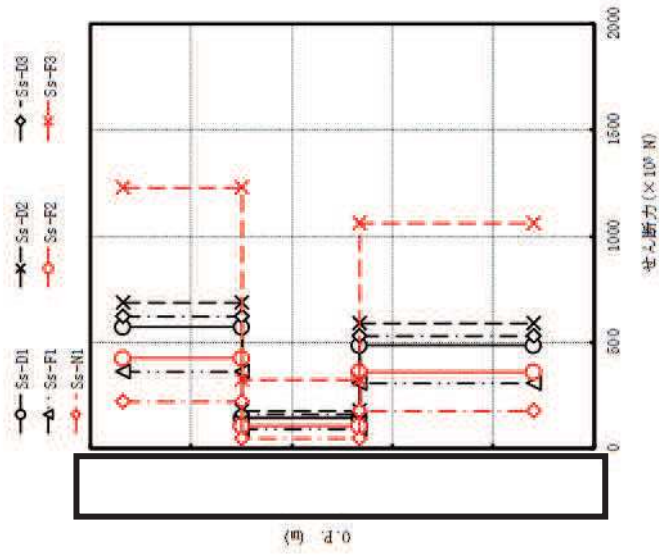 Ss-D1
Ss-D2
Ss-D3
Ss-F1
Ss-F2
Ss-F3
Ss-N1
0
500
1000
1500
2000
せん断力(×10³ N)
O.P. (m)